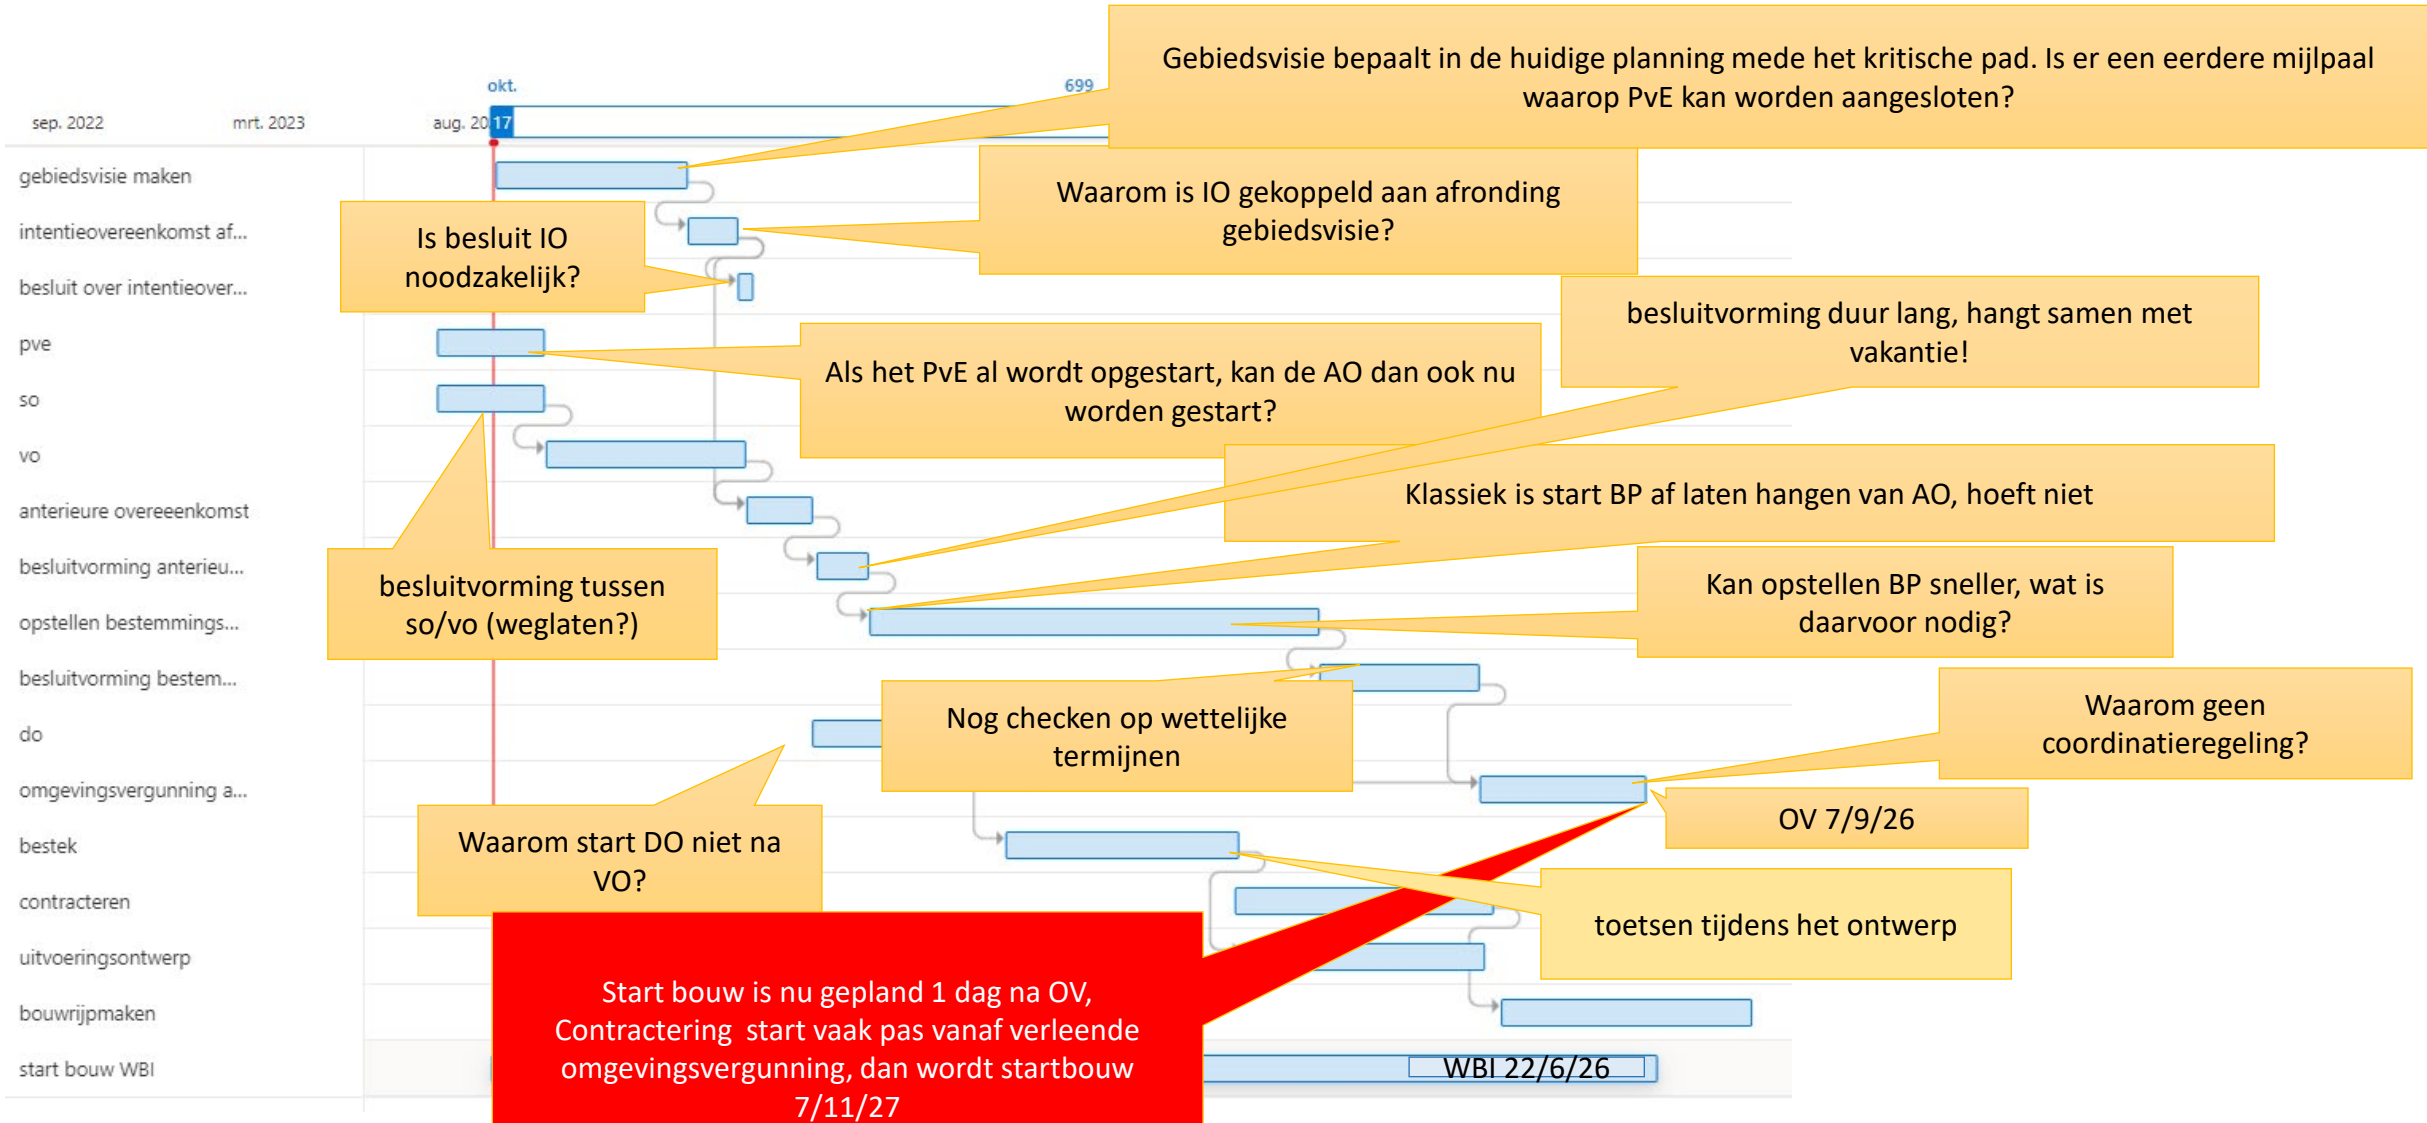 Gebiedsvisie bepaalt in de huidige planning mede het kritische pad. Is er een eerdere mijlpaal
waarop PvE kan worden aangesloten?
okt.
699
sep. 2022
mrt. 2023
aug. 20
17
gebiedsvisie maken
Waarom is IO gekoppeld aan afronding
gebiedsvisie?
intentieovereenkomst af...
Is besluit IO
noodzakelijk?
besluit over intentieover...
besluitvorming duur lang, hangt samen met
vakantie!
pve
Als het PvE al wordt opgestart, kan de AO dan ook nu
worden gestart?
so
vo
Klassiek is start BP af laten hangen van AO, hoeft niet
anterieure overeeenkomst
besluitvorming anterieu...
besluitvorming tussen
so/vo (weglaten?)
Kan opstellen BP sneller, wat is
daarvoor nodig?
opstellen bestemmings...
besluitvorming bestem...
Nog checken op wettelijke
termijnen
Waarom geen
coordinatieregeling?
do
omgevingsvergunning a...
OV 7/9/26
Waarom start DO niet na
VO?
bestek
contracteren
toetsen tijdens het ontwerp
uitvoeringsontwerp
Start bouw is nu gepland 1 dag na OV,
Contractering  start vaak pas vanaf verleende
omgevingsvergunning, dan wordt startbouw
7/11/27
bouwrijpmaken
start bouw WBI
WBI 22/6/26